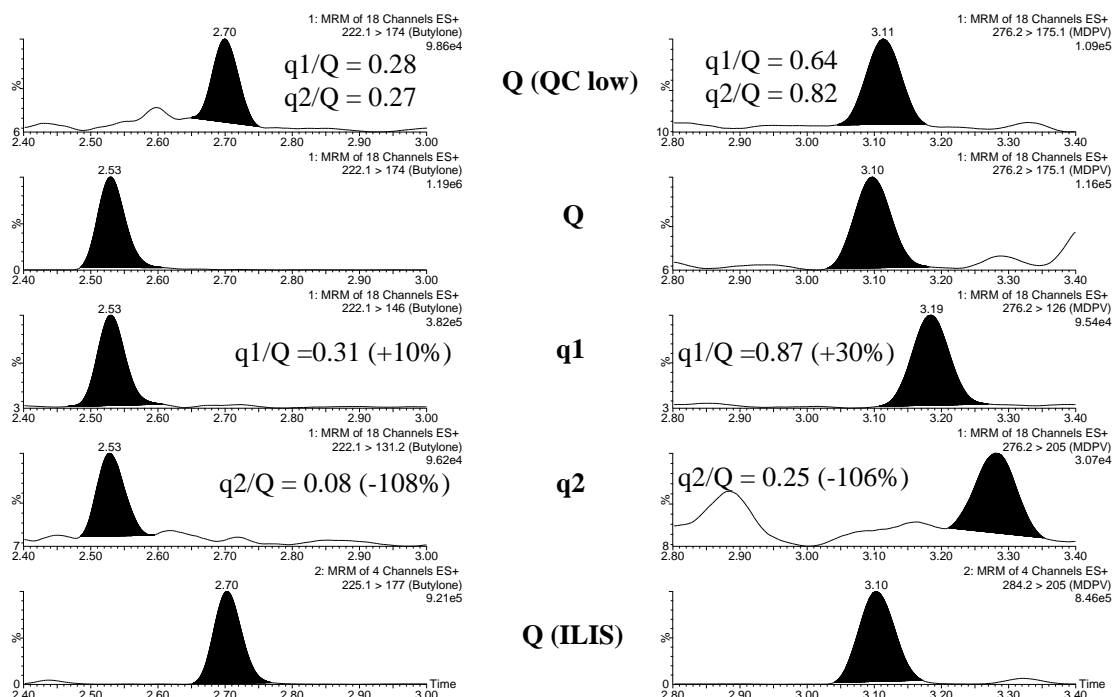 1: MRM of 18 Channels ES+
222.1 > 174 (Butylone)
9.86e4
2.70
q1/Q = 0.28
q2/Q = 0.27
%
6
2.40 2.50 2.60 2.70 2.80 2.90 3.00
Q (QC low)
1: MRM of 18 Channels ES+
276.2 > 175.1 (MDPV)
1.09e5
3.11
q1/Q = 0.64
q2/Q = 0.82
%
10
2.80 2.90 3.00 3.10 3.20 3.30 3.40
1: MRM of 18 Channels ES+
222.1 > 174 (Butylone)
1.19e6
2.53
%
0
2.40 2.50 2.60 2.70 2.80 2.90 3.00
Q
1: MRM of 18 Channels ES+
276.2 > 175.1 (MDPV)
1.16e5
3.10
%
6
2.80 2.90 3.00 3.10 3.20 3.30 3.40
1: MRM of 18 Channels ES+
222.1 > 146 (Butylone)
3.82e5
2.53
q1/Q =0.31 (+10%)
%
3
2.40 2.50 2.60 2.70 2.80 2.90 3.00
q1
1: MRM of 18 Channels ES+
276.2 > 126 (MDPV)
9.54e4
3.19
q1/Q =0.87 (+30%)
%
3
2.80 2.90 3.00 3.10 3.20 3.30 3.40
1: MRM of 18 Channels ES+
222.1 > 131.2 (Butylone)
9.62e4
2.53
q2/Q = 0.08 (-108%)
%
7
2.40 2.50 2.60 2.70 2.80 2.90 3.00
q2
1: MRM of 18 Channels ES+
276.2 > 205 (MDPV)
3.07e4
3.28
q2/Q = 0.25 (-106%)
%
8
2.80 2.90 3.00 3.10 3.20 3.30 3.40
2: MRM of 4 Channels ES+
225.1 > 177 (Butylone)
9.21e5
2.70
%
0
Time
2.40 2.50 2.60 2.70 2.80 2.90 3.00
Q (ILIS)
2: MRM of 4 Channels ES+
284.2 > 205 (MDPV)
8.46e5
3.10
%
0
Time
2.80 2.90 3.00 3.10 3.20 3.30 3.40